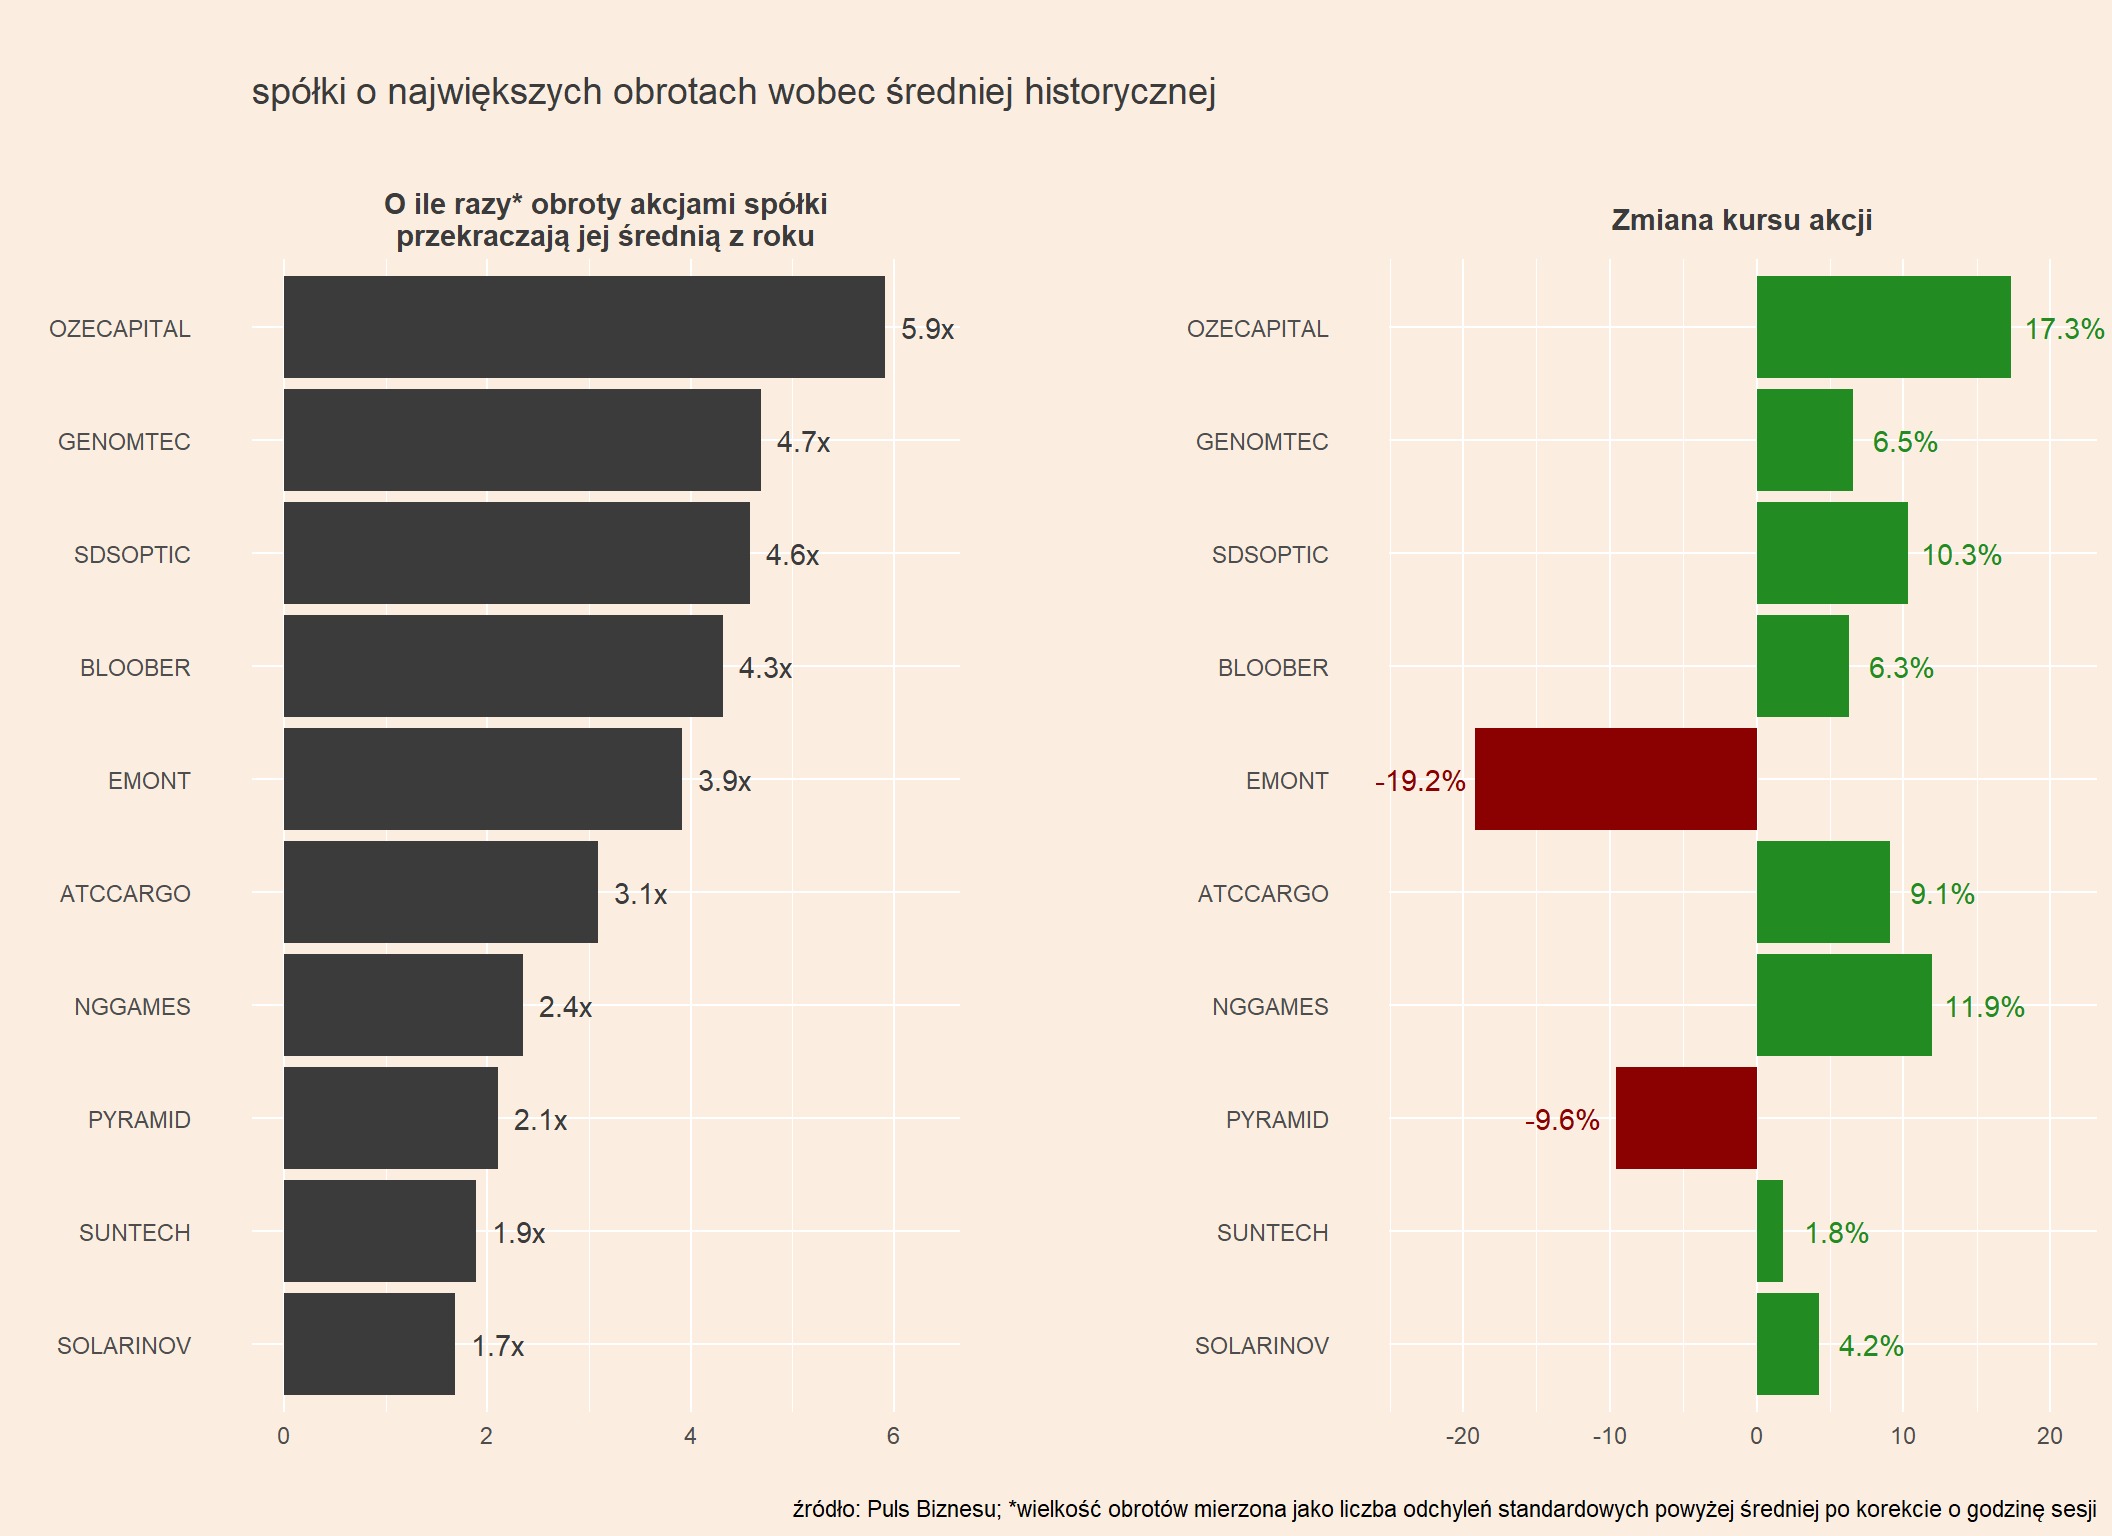 spółki o największych obrotach wobec średniej historycznej
O ile razy* obroty akcjami spółki
przekraczają jej średnią z roku
OZECAPITAL
5.9x
GENOMTEC
4.7x
SDSOPTIC
4.6x
BLOOBER
4.3x
EMONT
3.9x
ATCCARGO
3.1x
NGGAMES
2.4x
PYRAMID
2.1x
SUNTECH
1.9x
SOLARINOV
1.7x
0 2 4 6
Zmiana kursu akcji
OZECAPITAL
17.3%
GENOMTEC
6.5%
SDSOPTIC
10.3%
BLOOBER
6.3%
EMONT
-19.2%
ATCCARGO
9.1%
NGGAMES
11.9%
PYRAMID
-9.6%
SUNTECH
1.8%
SOLARINOV
4.2%
-20 -10 0 10 20
źródło: Puls Biznesu; *wielkość obrotów mierzona jako liczba odchyleń standardowych powyżej średniej po korekcie o godzinę sesji